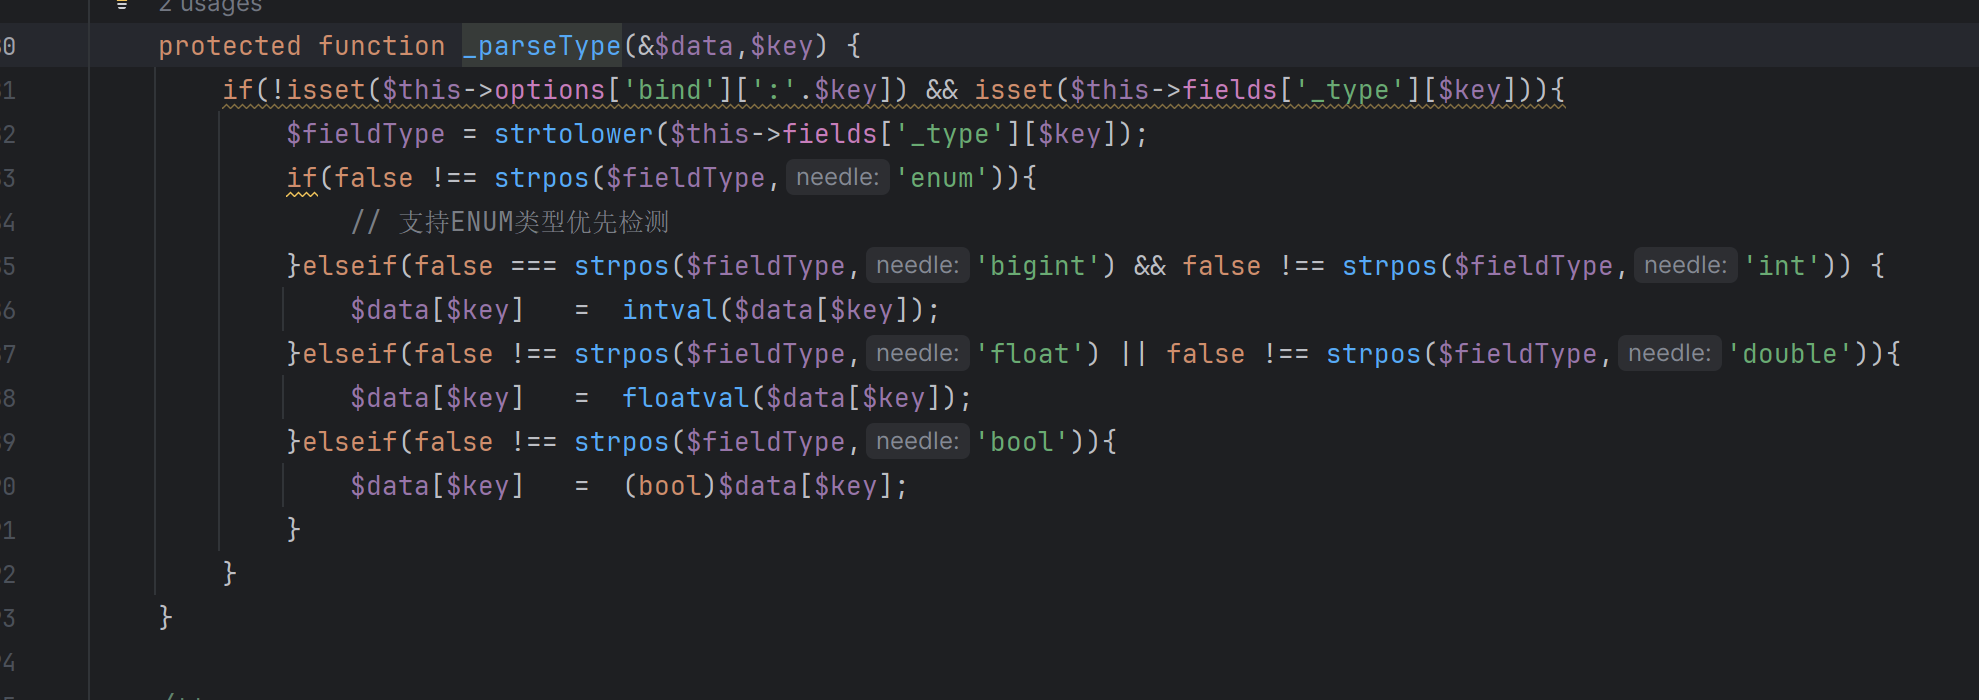 2 usages
0 protected function _parseType(&$data,$key) {
1 if(!isset($this->options['bind'][':'.$key]) && isset($this->fields['_type'][$key])){
2 $fieldType = strtolower($this->fields['_type'][$key]);
3 if(false !== strpos($fieldType, needle: 'enum')){
4 // 支持ENUM类型优先检测
5 }elseif(false === strpos($fieldType, needle: 'bigint') && false !== strpos($fieldType, needle: 'int')) {
6 $data[$key]   =  intval($data[$key]);
7 }elseif(false !== strpos($fieldType, needle: 'float') || false !== strpos($fieldType, needle: 'double')){
8 $data[$key]   =  floatval($data[$key]);
9 }elseif(false !== strpos($fieldType, needle: 'bool')){
0 $data[$key]   =  (bool)$data[$key];
1 }
2 }
3 }
4